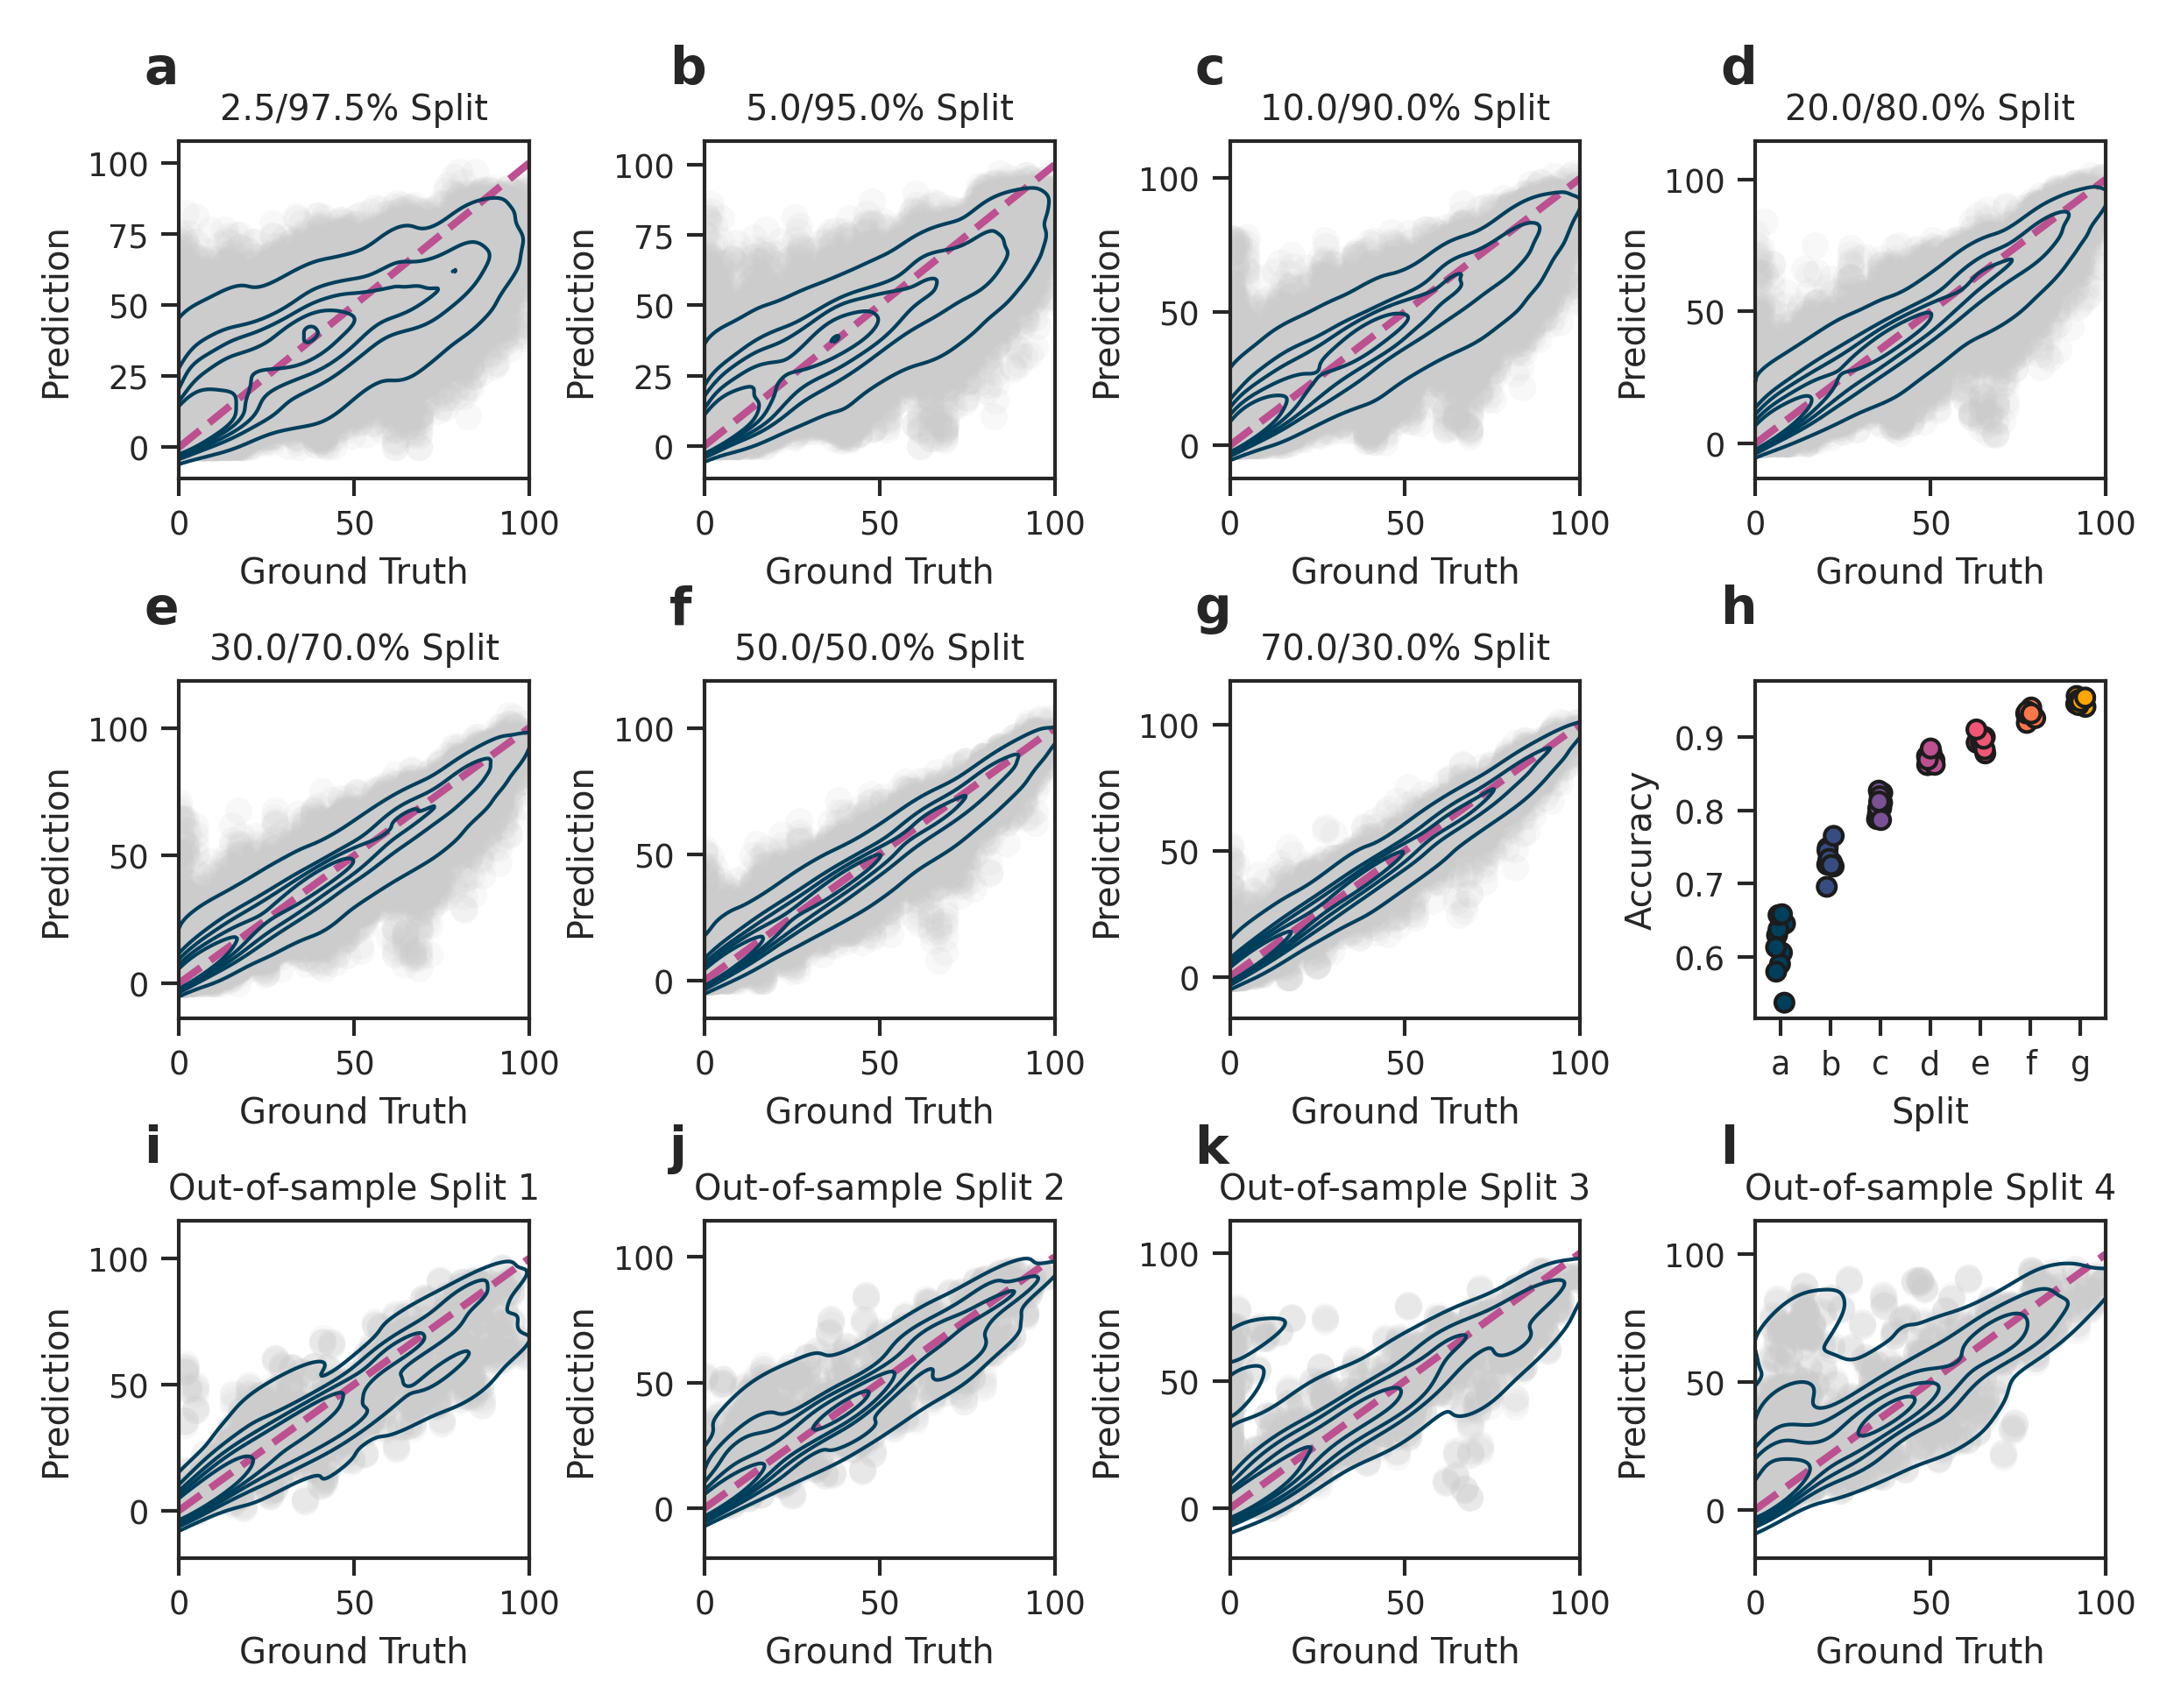 a
2.5/97.5% Split
100
75
50
25
0
Prediction
0 50 100
Ground Truth
b
5.0/95.0% Split
100
75
50
25
0
Prediction
0 50 100
Ground Truth
c
10.0/90.0% Split
100
50
0
Prediction
0 50 100
Ground Truth
d
20.0/80.0% Split
100
50
0
Prediction
0 50 100
Ground Truth
e
30.0/70.0% Split
100
50
0
Prediction
0 50 100
Ground Truth
f
50.0/50.0% Split
100
50
0
Prediction
0 50 100
Ground Truth
g
70.0/30.0% Split
100
50
0
Prediction
0 50 100
Ground Truth
h
0.9
0.8
0.7
0.6
Accuracy
a b c d e f g
Split
i
Out-of-sample Split 1
100
50
0
Prediction
0 50 100
Ground Truth
j
Out-of-sample Split 2
100
50
0
Prediction
0 50 100
Ground Truth
k
Out-of-sample Split 3
100
50
0
Prediction
0 50 100
Ground Truth
l
Out-of-sample Split 4
100
50
0
Prediction
0 50 100
Ground Truth